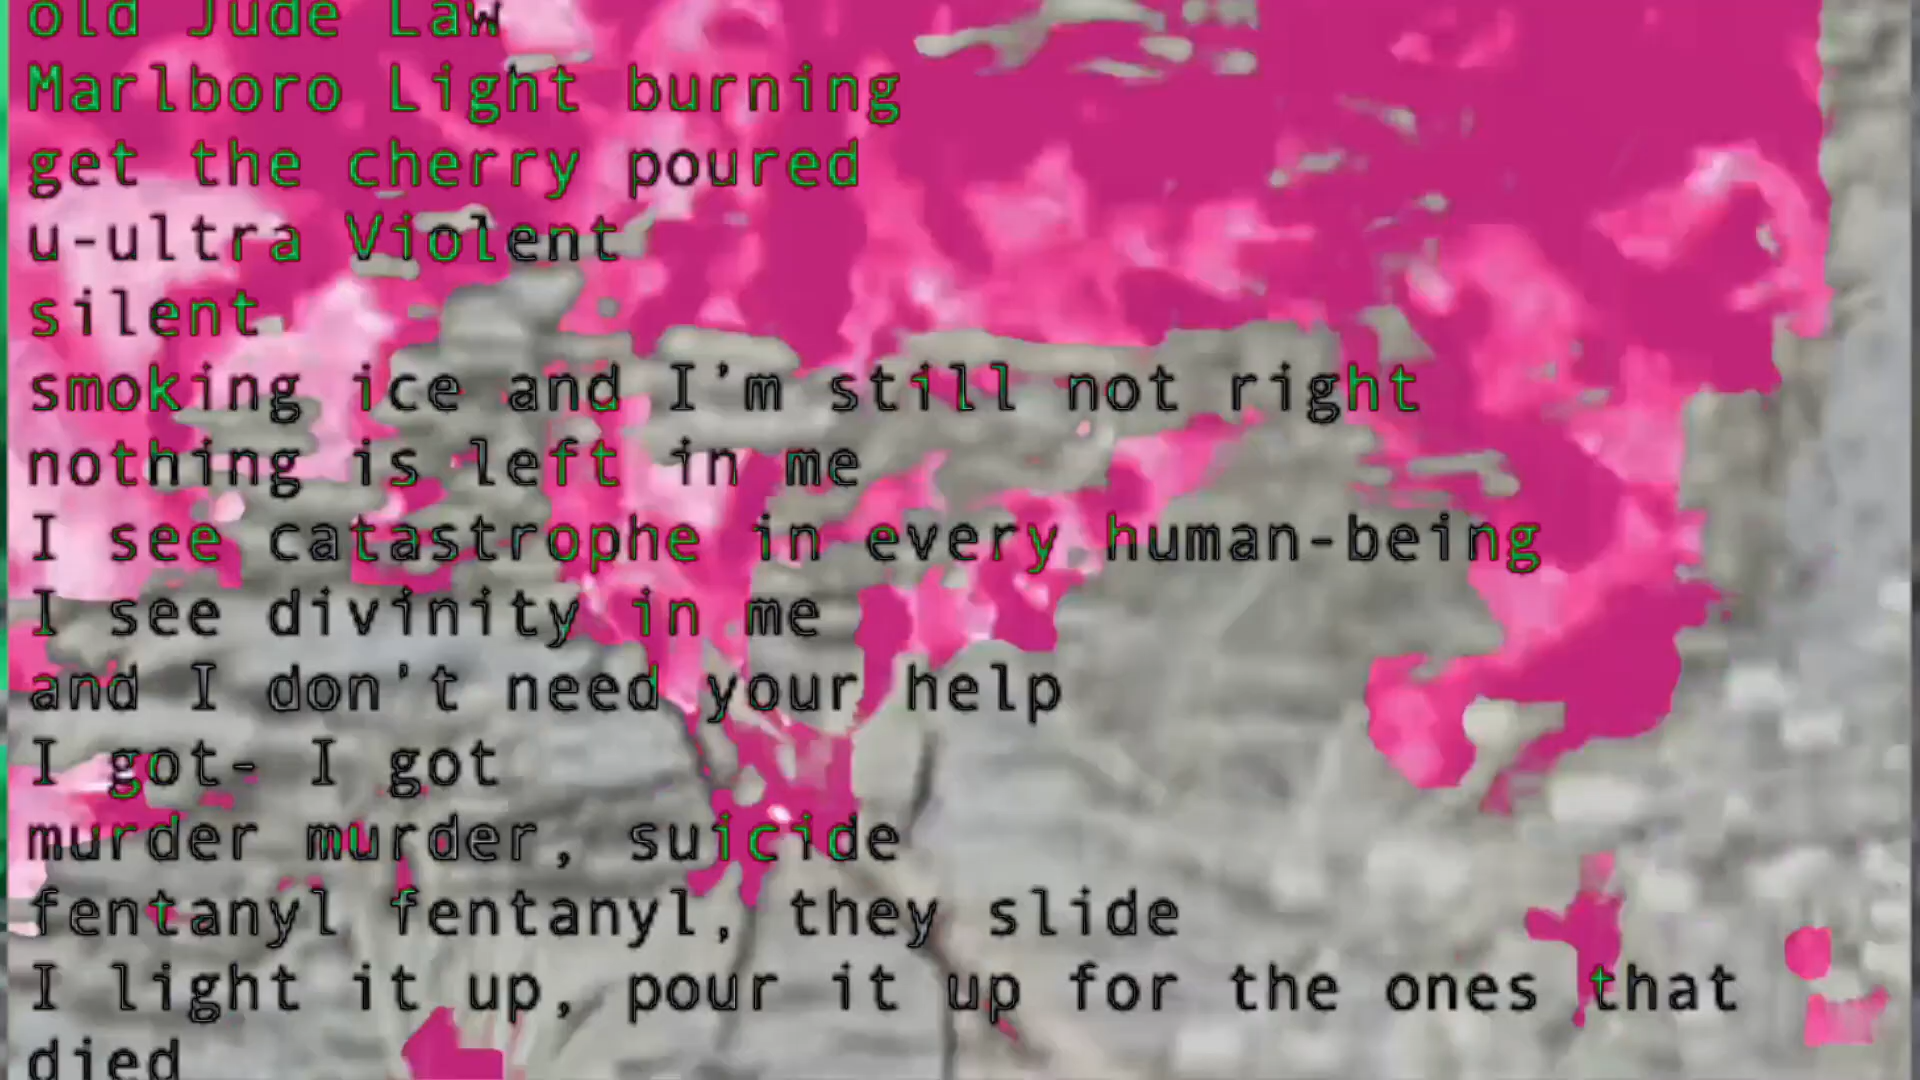 old Jude Law
Marlboro Light burning
get the cherry poured
u-ultra Violent
silent
smoking ice and I'm still not right
nothing is left in me
I see catastrophe in every human-being
I see divinity in me
and I don't need your help
I got- I got
murder murder, suicide
fentanyl fentanyl, they slide
I light it up, pour it up for the ones that
died